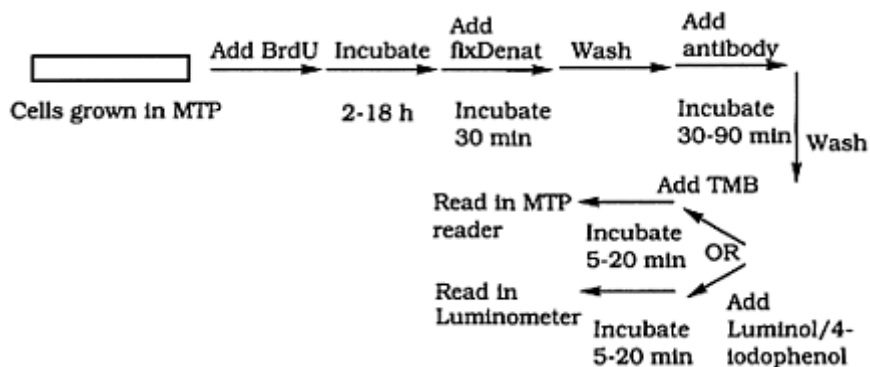 Add BrdU
Incubate
Add
fixDenat
Wash
Add
antibody
Cells grown in MTP
2-18 h
Incubate
30 min
Incubate
30-90 min
Wash
Add TMB
Read in MTP
reader
Incubate
5-20 min
OR
Read in
Luminometer
Incubate
5-20 min
Add
Luminol/4-
iodophenol